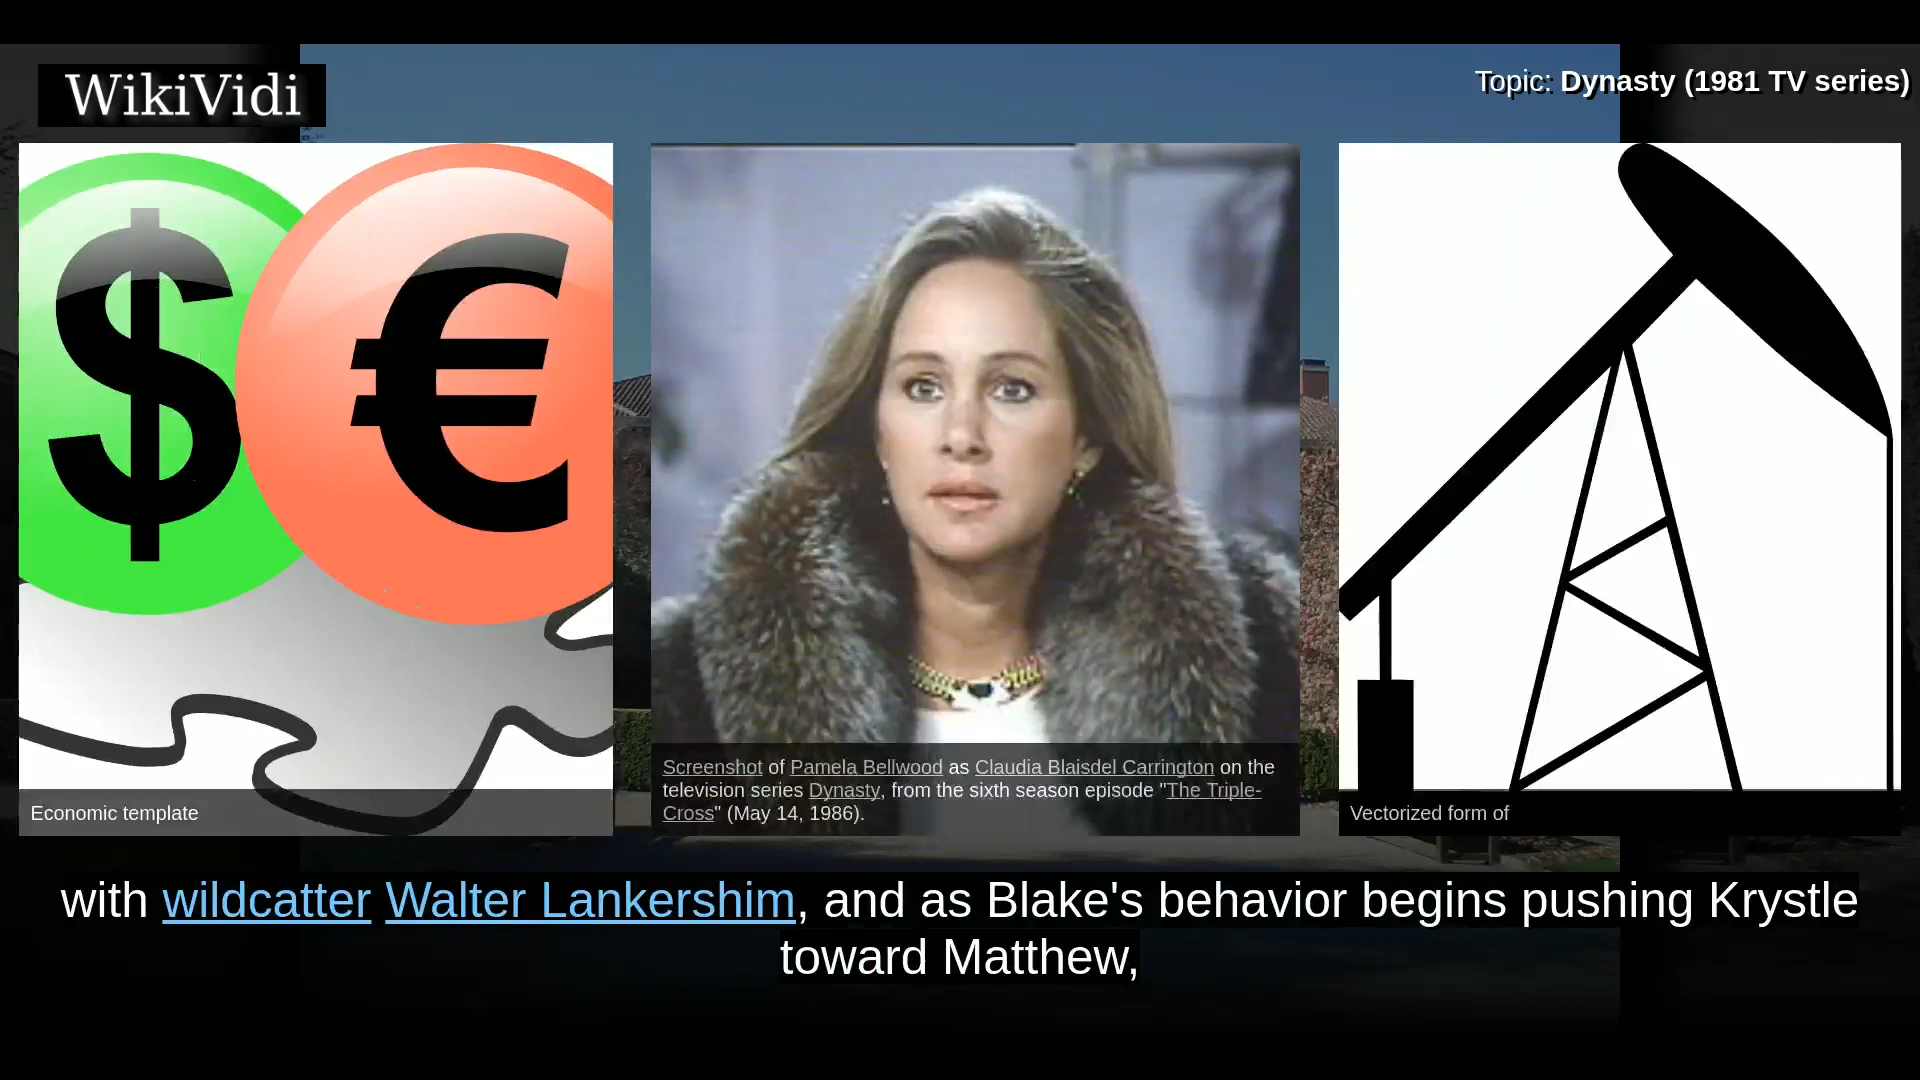 WikiVidi
Topic: Dynasty (1981 TV series)
$ €
Economic template
Screenshot of Pamela Bellwood as Claudia Blaisdel Carrington on the
television series Dynasty, from the sixth season episode "The Triple-
Cross" (May 14, 1986).
Vectorized form of
with wildcatter Walter Lankershim, and as Blake's behavior begins pushing Krystle
toward Matthew,